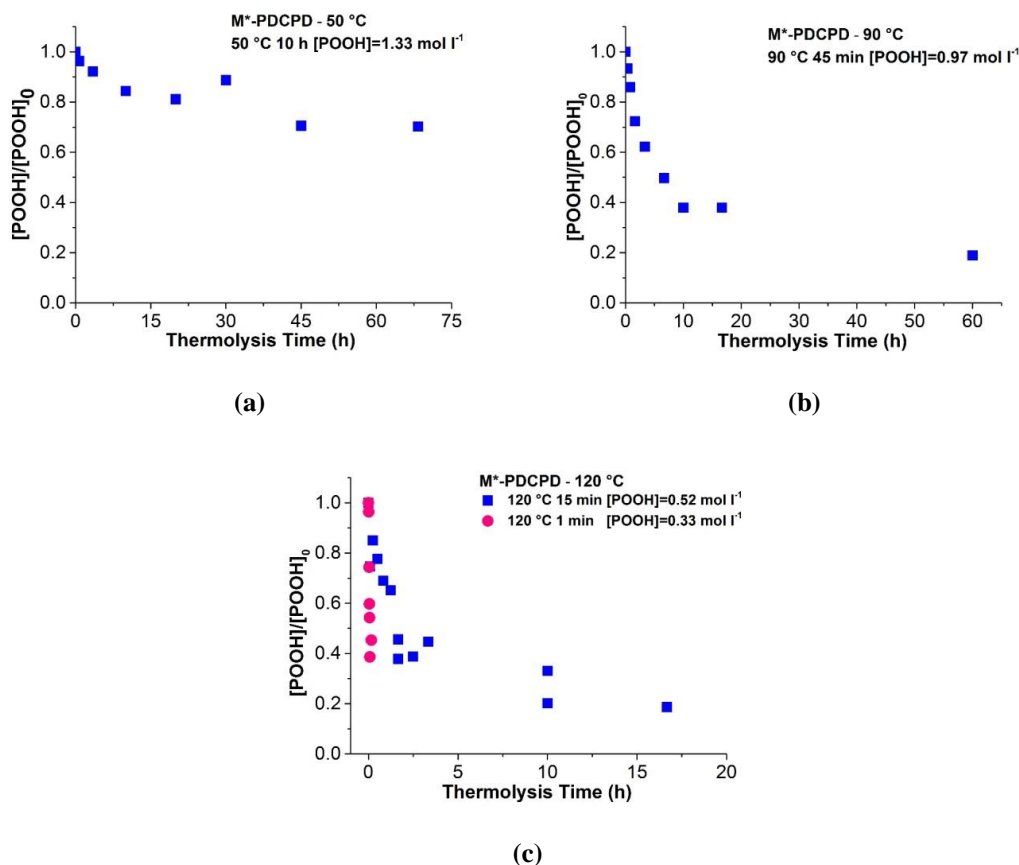 M*-PDCPD - 50 °C
50 °C 10 h [POOH]=1.33 mol l⁻¹
[POOH]/[POOH]₀
1.0
0.8
0.6
0.4
0.2
0.0
0 15 30 45 60 75
Thermolysis Time (h)
(a)
M*-PDCPD - 90 °C
90 °C 45 min [POOH]=0.97 mol l⁻¹
[POOH]/[POOH]₀
1.0
0.8
0.6
0.4
0.2
0.0
0 10 20 30 40 50 60
Thermolysis Time (h)
(b)
M*-PDCPD - 120 °C
120 °C 15 min [POOH]=0.52 mol l⁻¹
120 °C 1 min [POOH]=0.33 mol l⁻¹
[POOH]/[POOH]₀
1.0
0.8
0.6
0.4
0.2
0.0
0 5 10 15 20
Thermolysis Time (h)
(c)